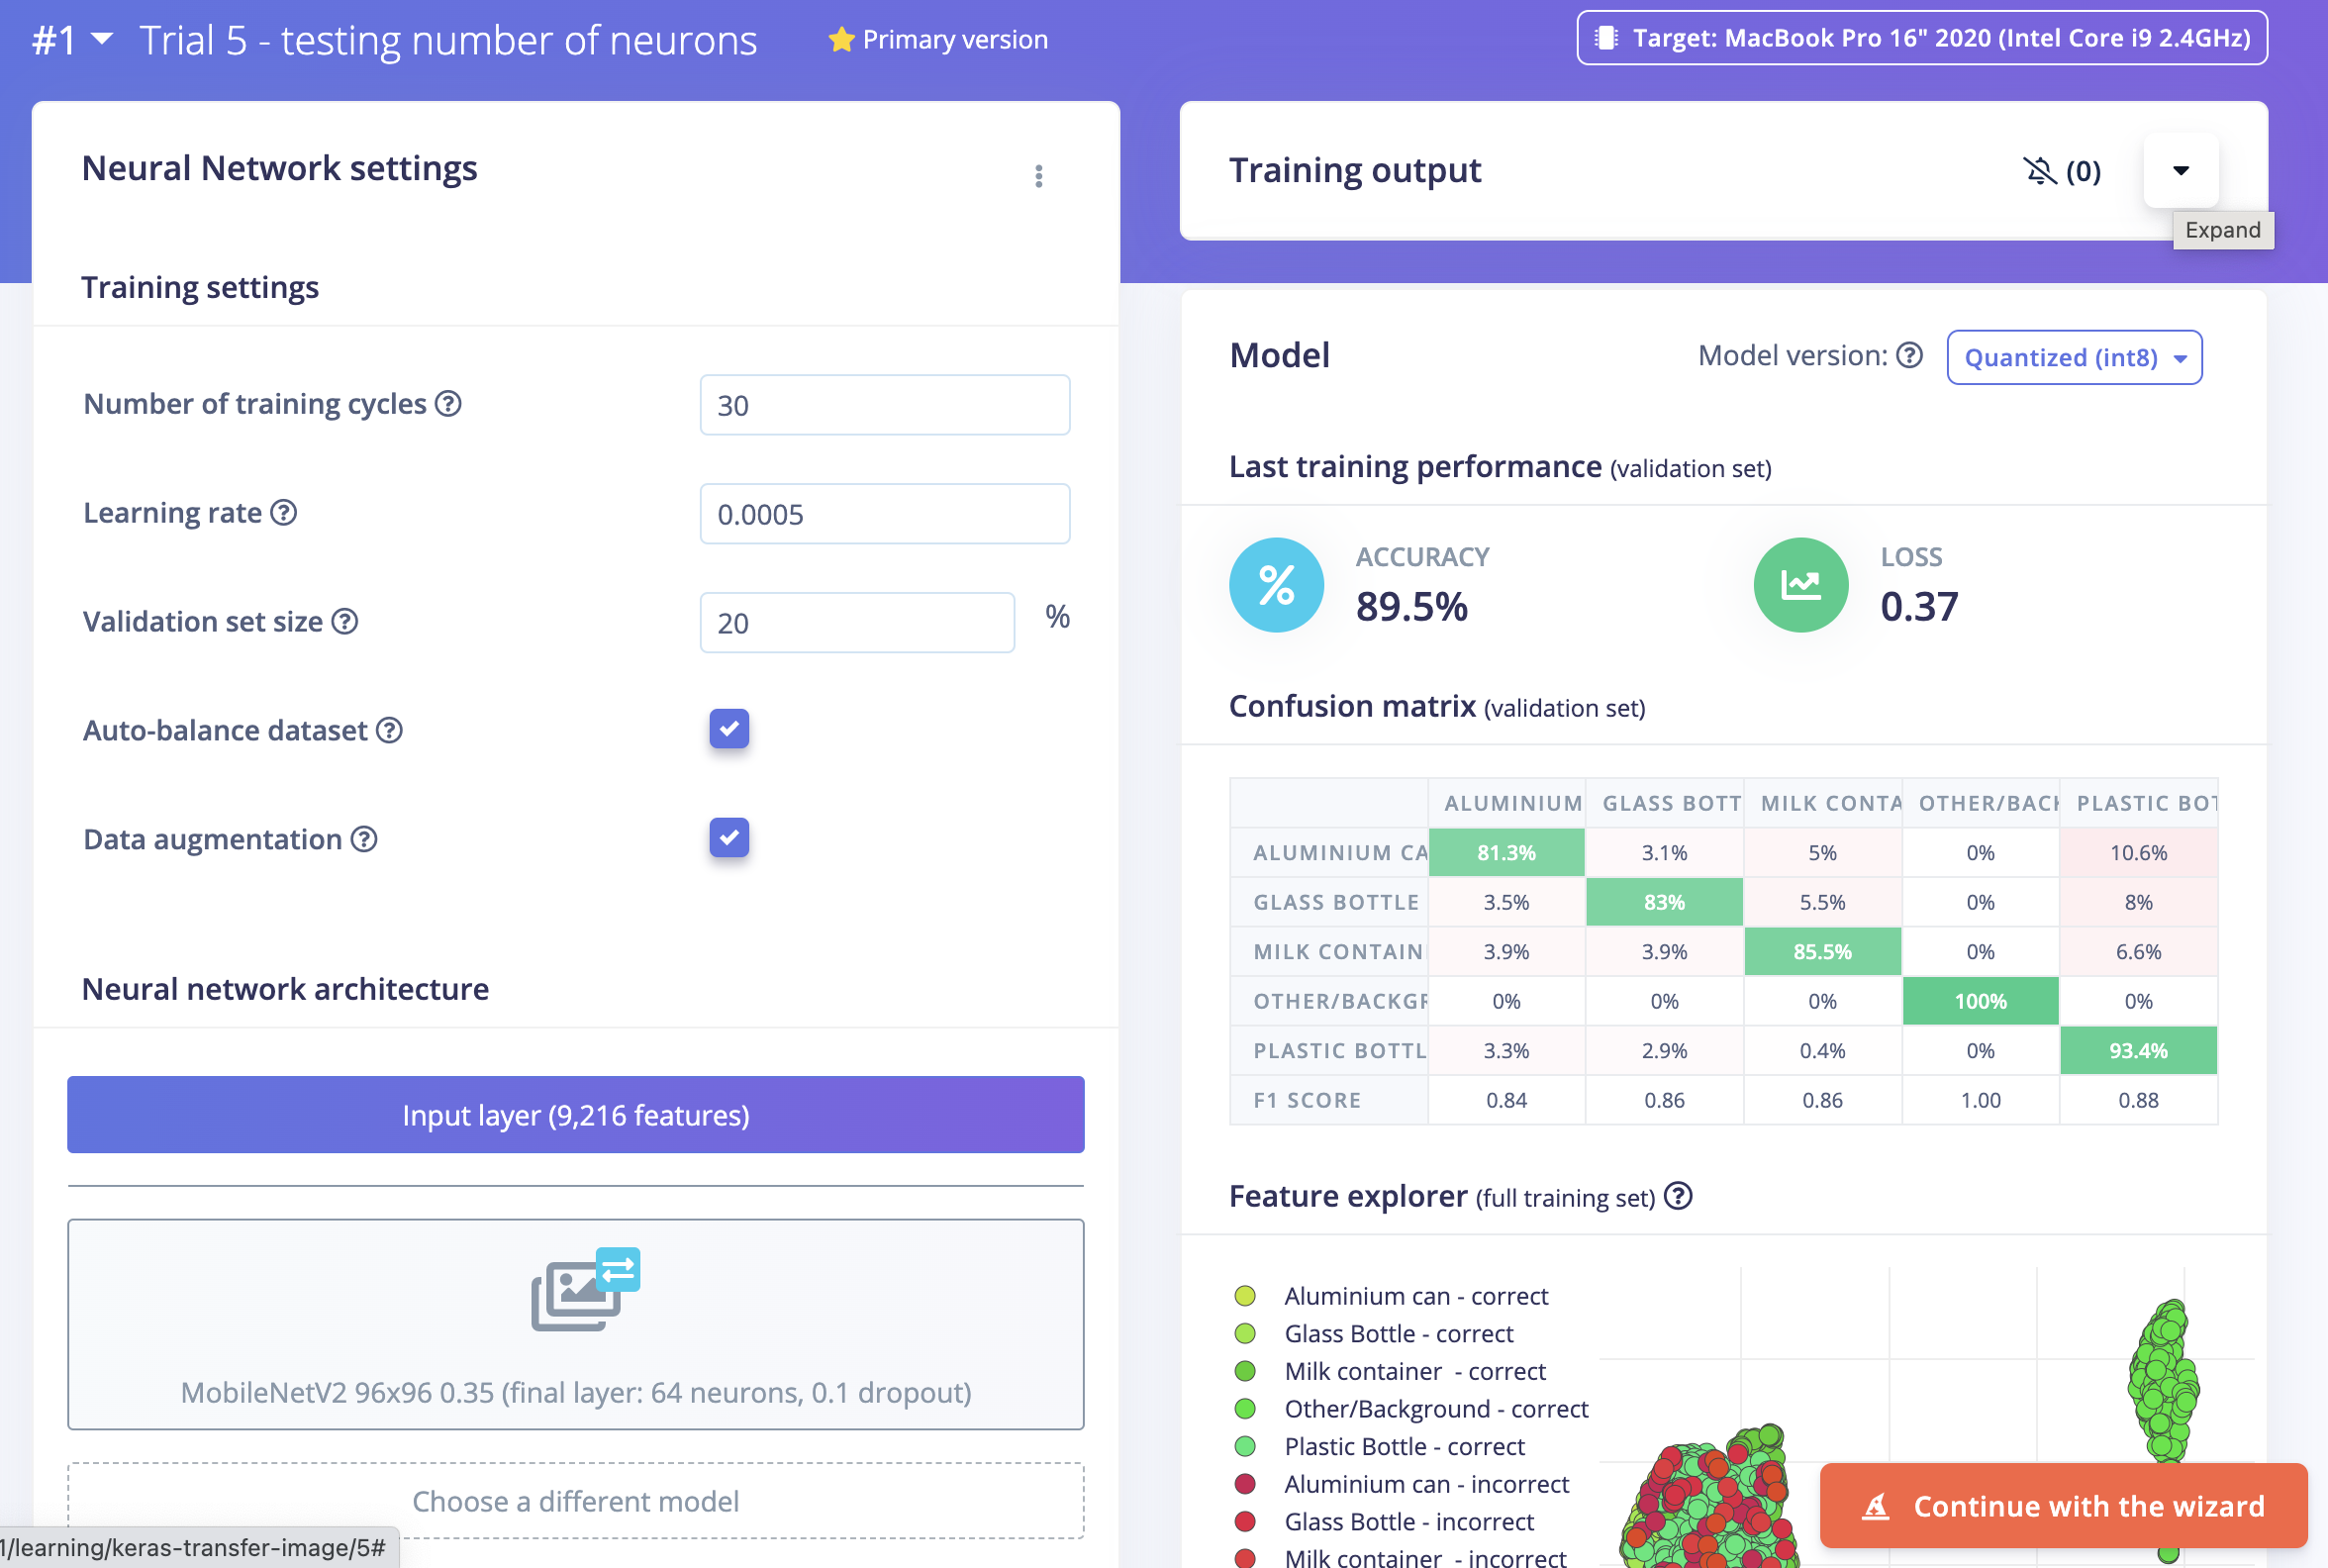 #1 Trial 5 - testing number of neurons Primary version Target: MacBook Pro 16" 2020 (Intel Core i9 2.4GHz)
Neural Network settings
Training settings
Number of training cycles ? 30
Learning rate ? 0.0005
Validation set size ? 20 %
Auto-balance dataset ?
Data augmentation ?
Neural network architecture
Input layer (9,216 features)
MobileNetV2 96x96 0.35 (final layer: 64 neurons, 0.1 dropout)
Choose a different model
1/learning/keras-transfer-image/5#
Training output (0)
Expand
Model Model version: ? Quantized (int8)
Last training performance (validation set)
% ACCURACY
89.5%
LOSS
0.37
Confusion matrix (validation set)
ALUMINIUM GLASS BOTT MILK CONTA OTHER/BACK PLASTIC BOT
ALUMINIUM CA 81.3% 3.1% 5% 0% 10.6%
GLASS BOTTLE 3.5% 83% 5.5% 0% 8%
MILK CONTAIN 3.9% 3.9% 85.5% 0% 6.6%
OTHER/BACKGR 0% 0% 0% 100% 0%
PLASTIC BOTTL 3.3% 2.9% 0.4% 0% 93.4%
F1 SCORE 0.84 0.86 0.86 1.00 0.88
Feature explorer (full training set) ?
Aluminium can - correct
Glass Bottle - correct
Milk container - correct
Other/Background - correct
Plastic Bottle - correct
Aluminium can - incorrect
Glass Bottle - incorrect
Milk container - incorrect
Continue with the wizard